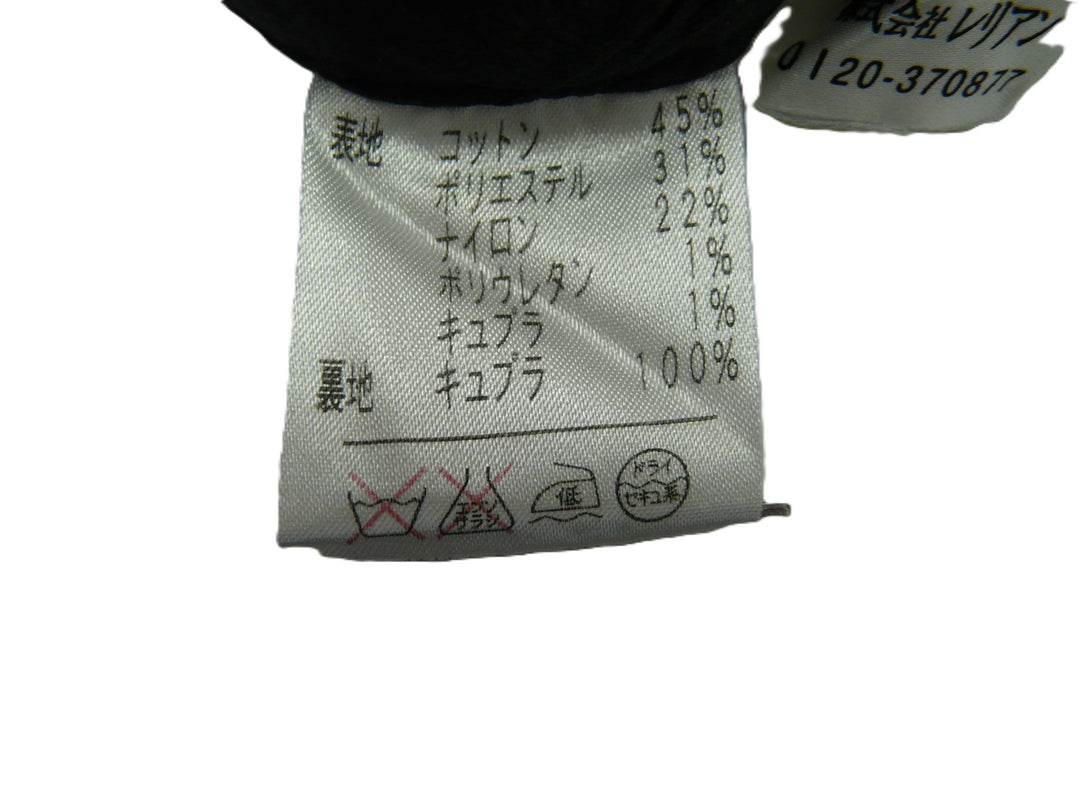 株式会社レリアン
0120-370877
表地 コットン 45%
ポリエステル 31%
ナイロン 22%
ポリウレタン 1%
キュプラ 1%
裏地 キュプラ 100%
エンソ
サラシ
低
ドライ
セキユ系